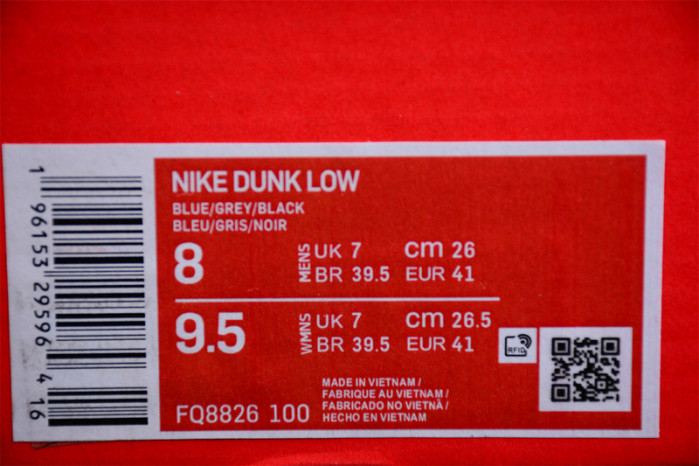 NIKE DUNK LOW
BLUE/GREY/BLACK
BLEU/GRIS/NOIR
8 MENS UK 7 cm 26
BR 39.5 EUR 41
9.5 WMNS UK 7 cm 26.5
BR 39.5 EUR 41
RFID
FQ8826 100
MADE IN VIETNAM /
FABRIQUE AU VIETNAM /
FABRICADO NO VIETNÃ /
HECHO EN VIETNAM
1 96153 29596 4 16